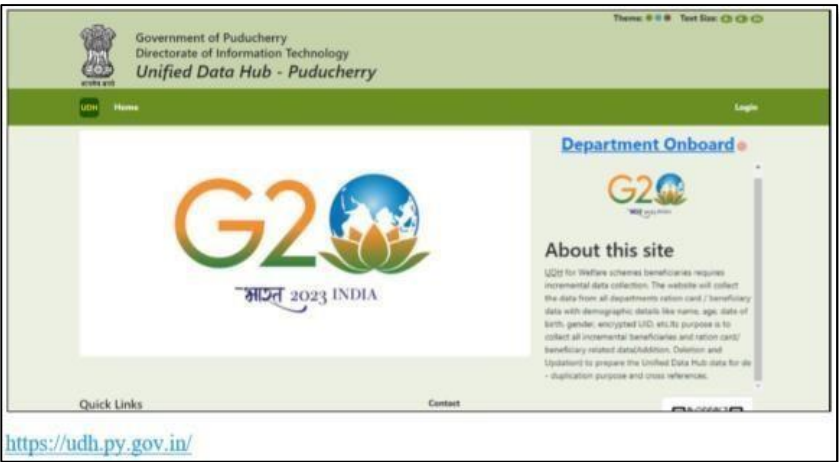 Theme: Text Size:
Government of Puducherry
Directorate of Information Technology
Unified Data Hub - Puducherry
UDH Home Login
Department Onboard
G20
भारत 2023 INDIA
G20
About this site
UDH for Welfare schemes beneficiaries requires
incremental data collection. The website will collect
the data from all departments ration card / beneficiary
data with demographic details like name, age, date of
birth, gender, encrypted UID, etc.Its purpose is to
collect all incremental beneficiaries and ration card/
beneficiary related data(Addition, Deletion and
Updation) to prepare the Unified Data Hub data for de
- duplication purpose and cross references.
Quick Links
Contact
https://udh.py.gov.in/